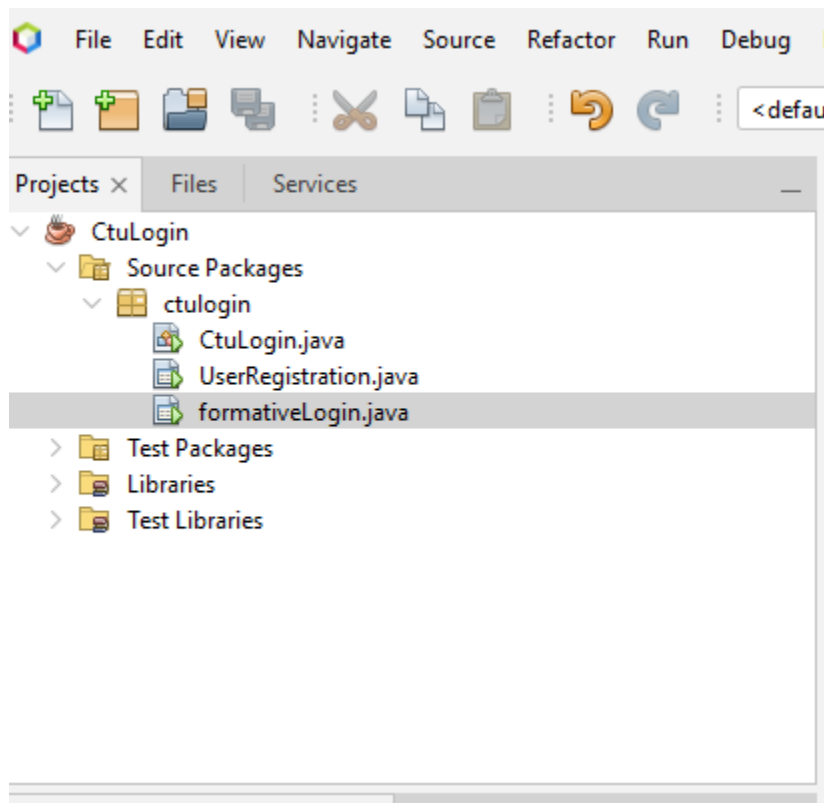 File Edit View Navigate Source Refactor Run Debug
<defau
Projects Files Services
CtuLogin
Source Packages
ctulogin
CtuLogin.java
UserRegistration.java
formativeLogin.java
Test Packages
Libraries
Test Libraries